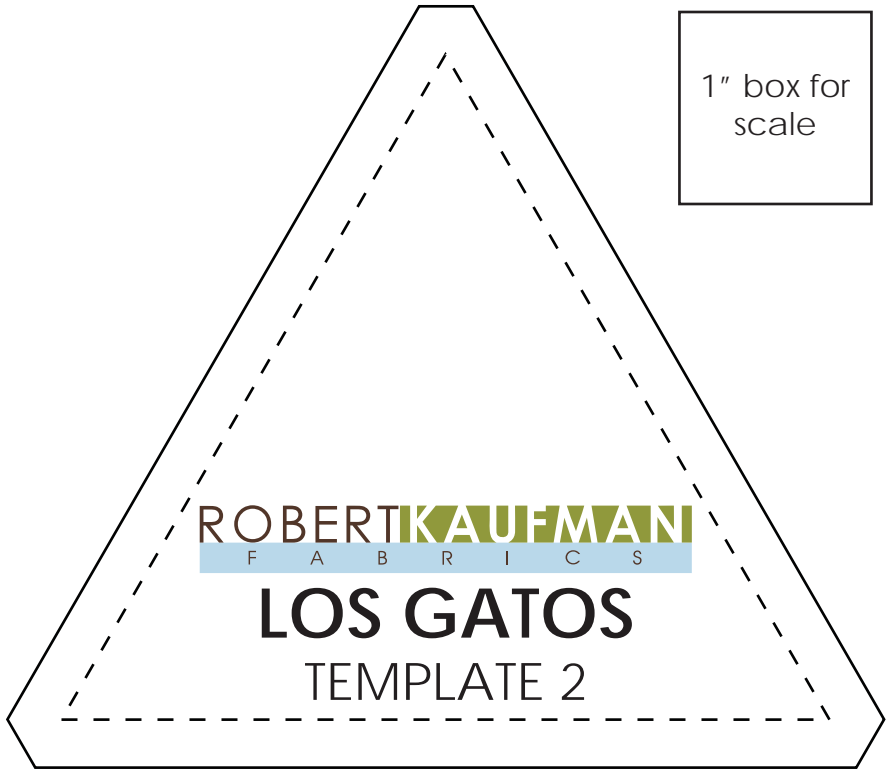 1" box for
scale
ROBERTKAUFMAN
FABRICS
LOS GATOS
TEMPLATE 2